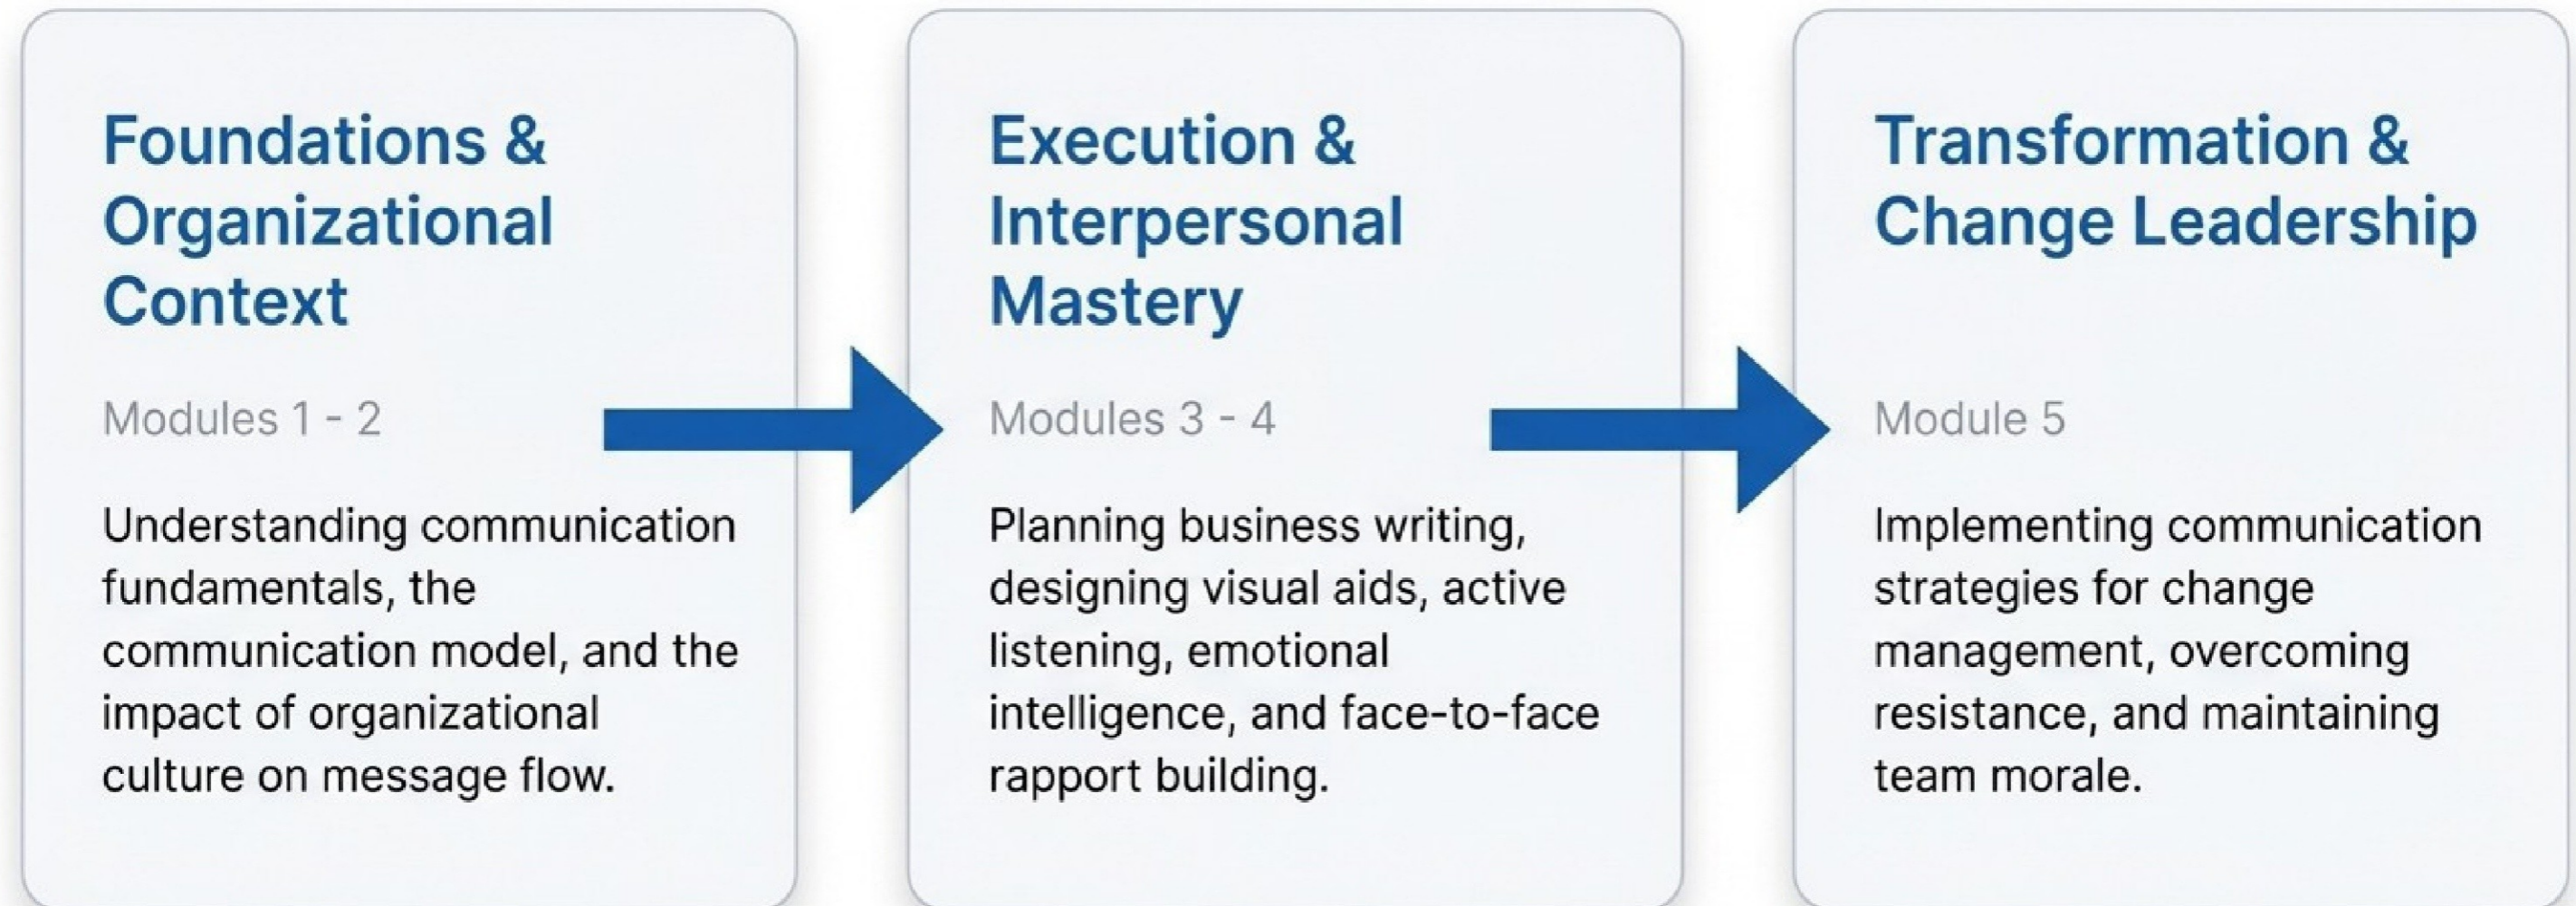 Foundations &
Organizational
Context
Modules 1 - 2
Understanding communication
fundamentals, the
communication model, and the
impact of organizational
culture on message flow.
Execution &
Interpersonal
Mastery
Modules 3 - 4
Planning business writing,
designing visual aids, active
listening, emotional
intelligence, and face-to-face
rapport building.
Transformation &
Change Leadership
Module 5
Implementing communication
strategies for change
management, overcoming
resistance, and maintaining
team morale.